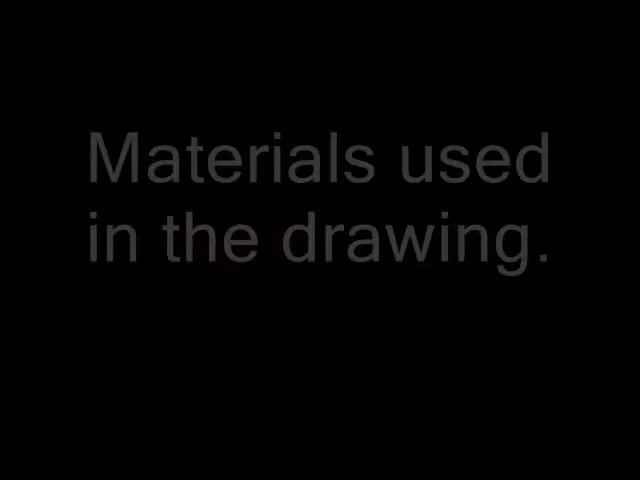 Materials used
in the drawing.